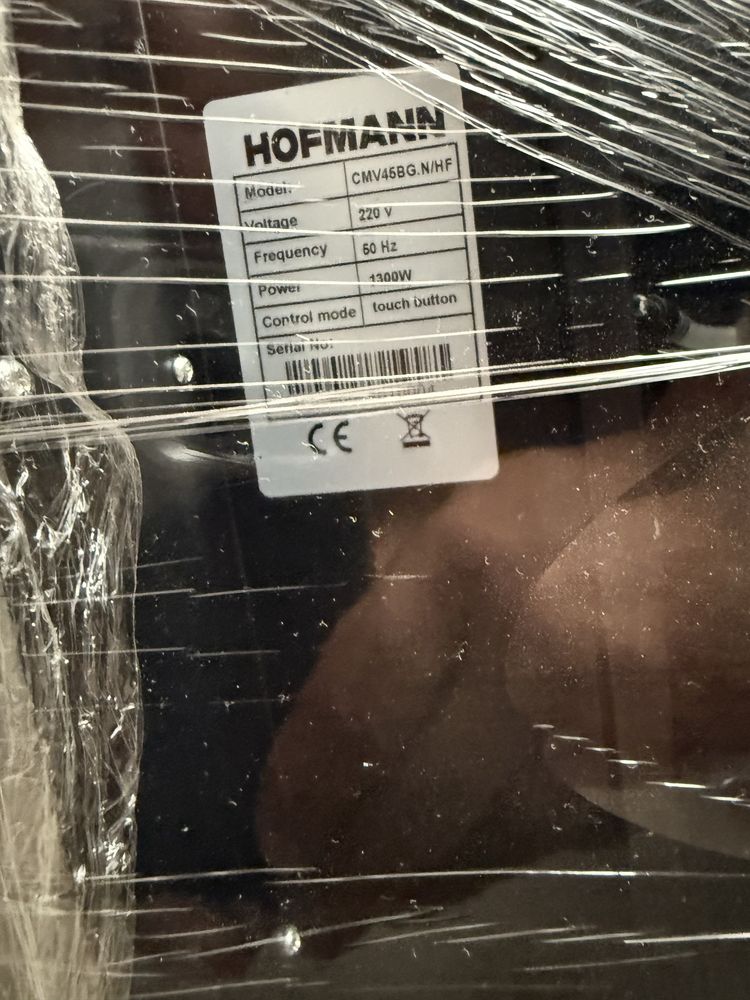 HOFMANN
Model: CMV45BG.N/HF
Voltage 220 V
Frequency 50 Hz
Power 1300W
Control mode touch button
Serial No:
CE